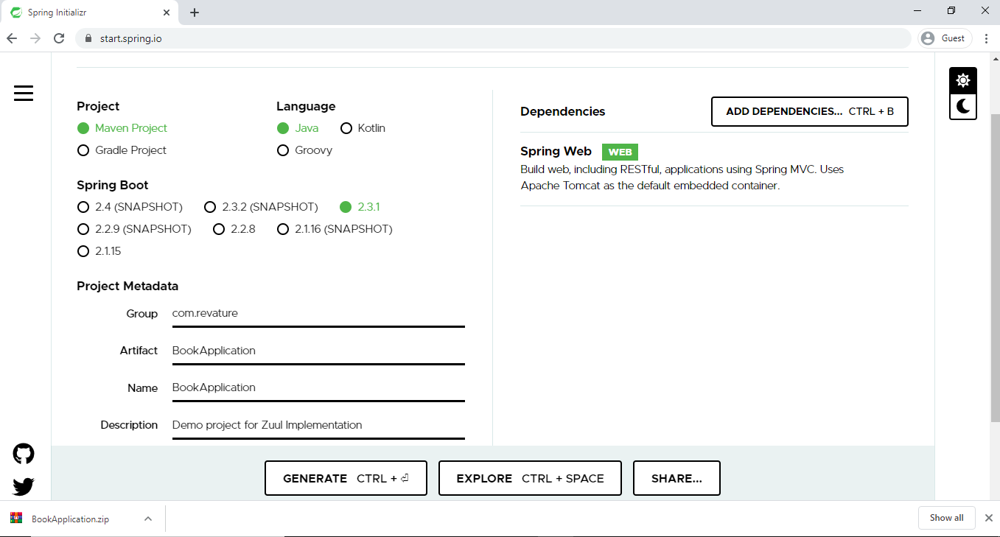 Spring Initializr
start.spring.io
Guest
Project
Maven Project
Gradle Project
Language
Java Kotlin
Groovy
Spring Boot
2.4 (SNAPSHOT) 2.3.2 (SNAPSHOT) 2.3.1
2.2.9 (SNAPSHOT) 2.2.8 2.1.16 (SNAPSHOT)
2.1.15
Project Metadata
Group com.revature
Artifact BookApplication
Name BookApplication
Description Demo project for Zuul Implementation
Dependencies ADD DEPENDENCIES... CTRL + B
Spring Web WEB
Build web, including RESTful, applications using Spring MVC. Uses
Apache Tomcat as the default embedded container.
GENERATE CTRL + ⏎ EXPLORE CTRL + SPACE SHARE...
BookApplication.zip Show all